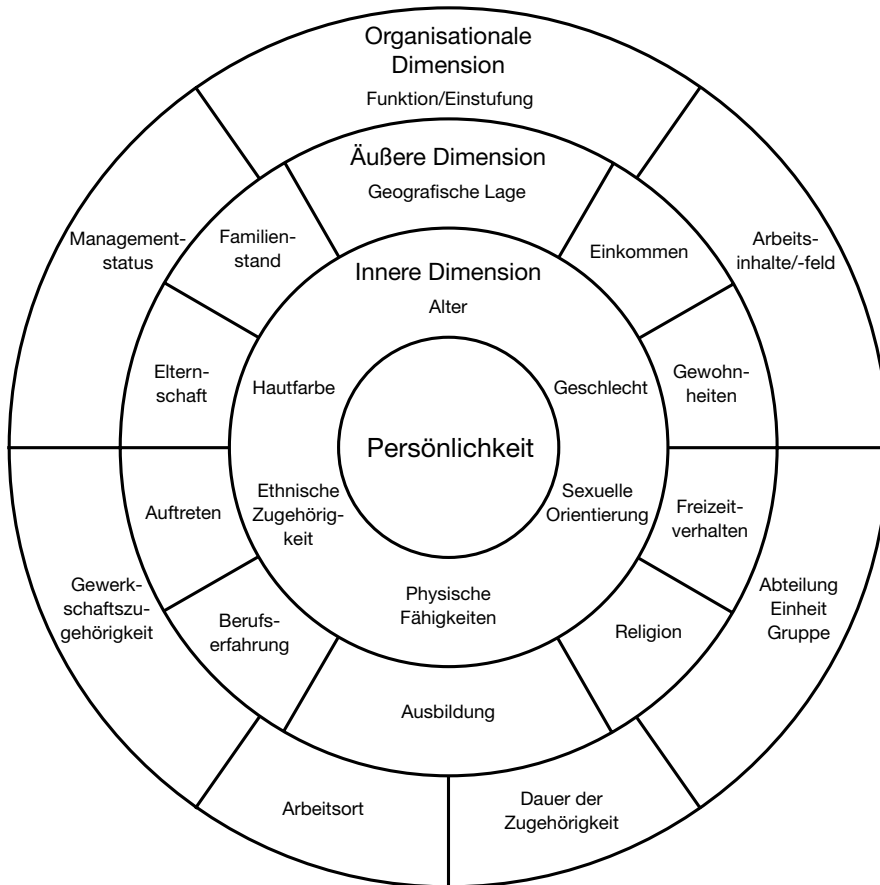 Organisationale
Dimension
Funktion/Einstufung
Äußere Dimension
Geografische Lage
Management-
status
Familien-
stand
Einkommen
Arbeits-
inhalte/-feld
Innere Dimension
Alter
Eltern-
schaft
Hautfarbe
Geschlecht
Gewohn-
heiten
Persönlichkeit
Auftreten
Ethnische
Zugehörig-
keit
Sexuelle
Orientierung
Freizeit-
verhalten
Gewerk-
schaftszu-
gehörigkeit
Berufs-
erfahrung
Physische
Fähigkeiten
Religion
Abteilung
Einheit
Gruppe
Ausbildung
Arbeitsort
Dauer der
Zugehörigkeit